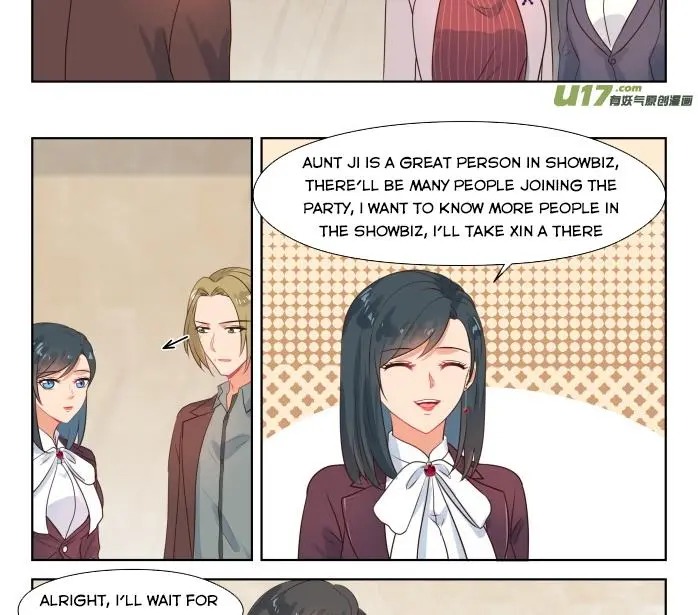 U17.com
有妖气原创漫画
AUNT JI IS A GREAT PERSON IN SHOWBIZ,
THERE'LL BE MANY PEOPLE JOINING THE
PARTY, I WANT TO KNOW MORE PEOPLE IN
THE SHOWBIZ, I'LL TAKE XIN A THERE
ALRIGHT, I'LL WAIT FOR